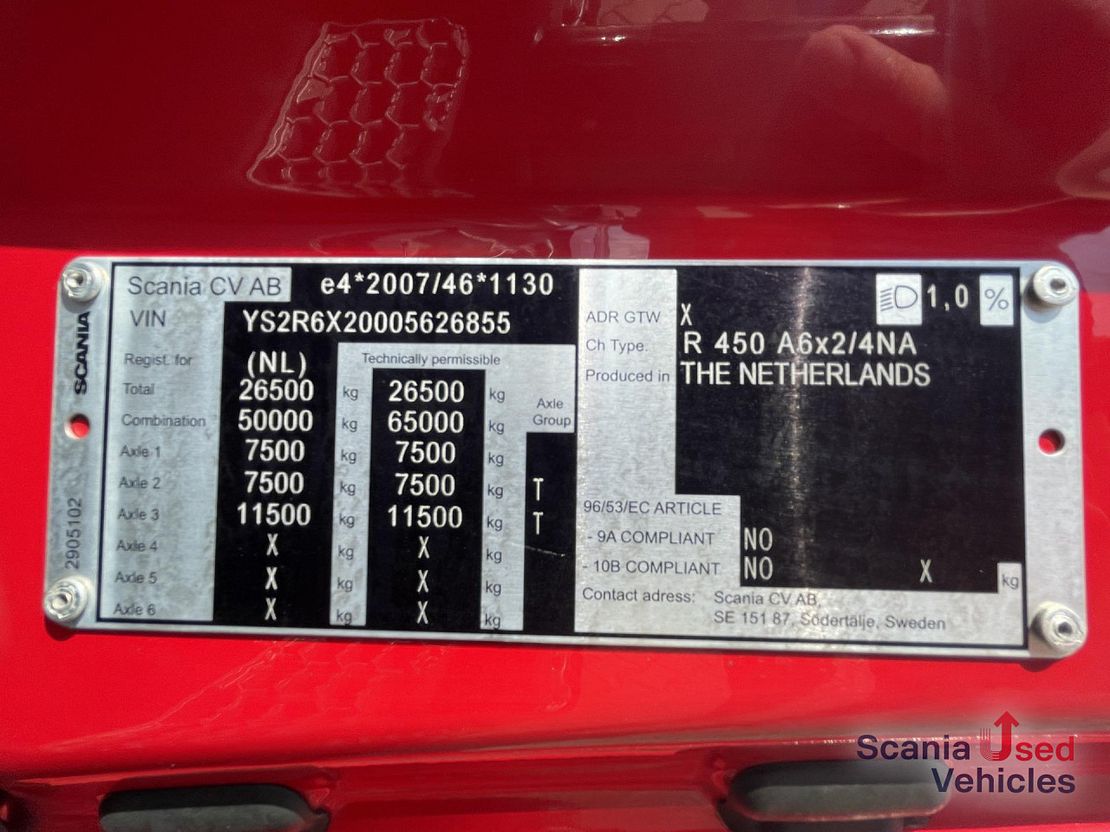 Scania CV AB e4*2007/46*1130
VIN YS2R6X20005626855
Regist. for (NL) Technically permissible
Total 26500 kg 26500 kg
Axle Group
Combination 50000 kg 65000 kg
Axle 1 7500 kg 7500 kg
Axle 2 7500 kg 7500 kg T
Axle 3 11500 kg 11500 kg T
Axle 4 X kg X kg
Axle 5 X kg X kg
Axle 6 X kg X kg
SCANIA
2905102
1,0 %
ADR GTW X
Ch Type. R 450 A6x2/4NA
Produced in THE NETHERLANDS
96/53/EC ARTICLE
- 9A COMPLIANT NO
- 10B COMPLIANT NO X kg
Contact adress: Scania CV AB,
SE 151 87, Södertälje, Sweden
Scania Used
Vehicles